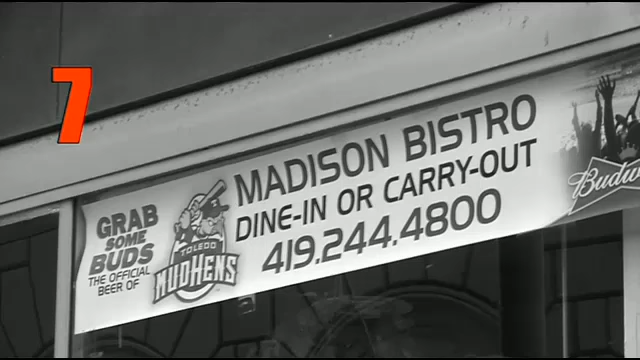 7
GRAB
SOME
BUDS
THE OFFICIAL
BEER OF
TOLEDO
MUDHENS
MADISON BISTRO
DINE-IN OR CARRY-OUT
419.244.4800
Budw